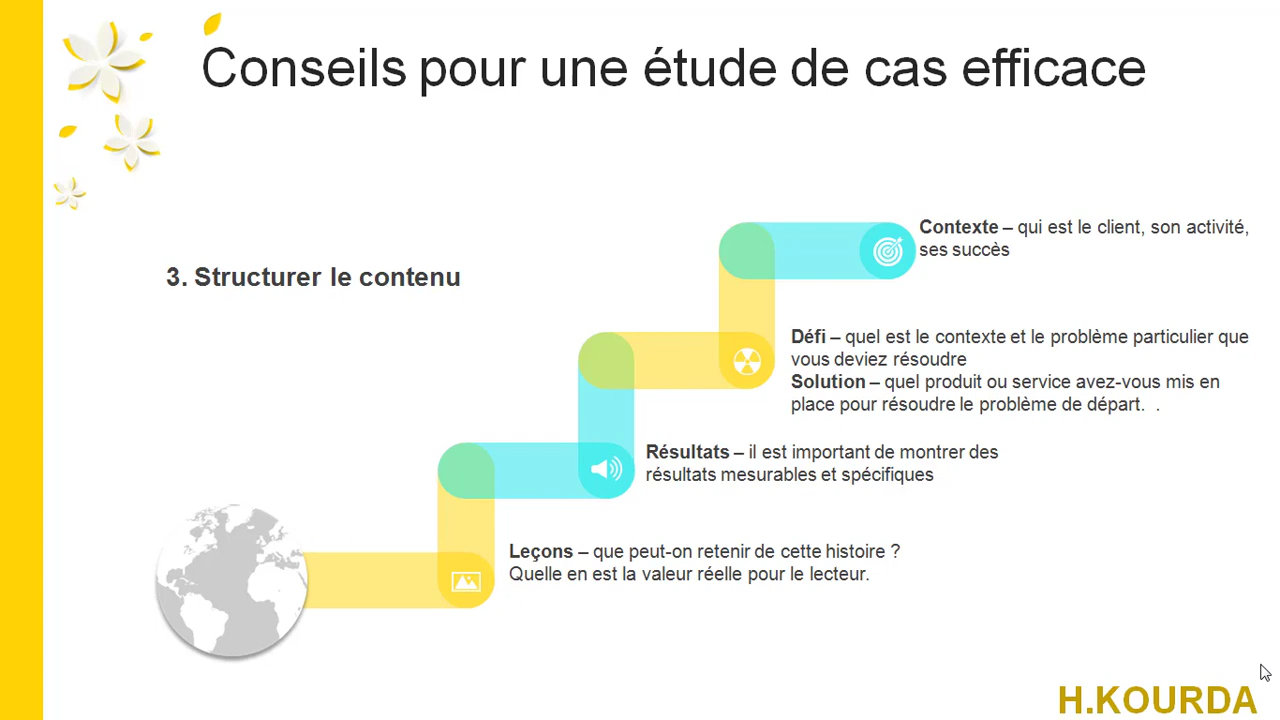 Conseils pour une étude de cas efficace
3. Structurer le contenu
Contexte – qui est le client, son activité,
ses succès
Défi – quel est le contexte et le problème particulier que
vous deviez résoudre
Solution – quel produit ou service avez-vous mis en
place pour résoudre le problème de départ.  .
Résultats – il est important de montrer des
résultats mesurables et spécifiques
Leçons – que peut-on retenir de cette histoire ?
Quelle en est la valeur réelle pour le lecteur.
H.KOURDA